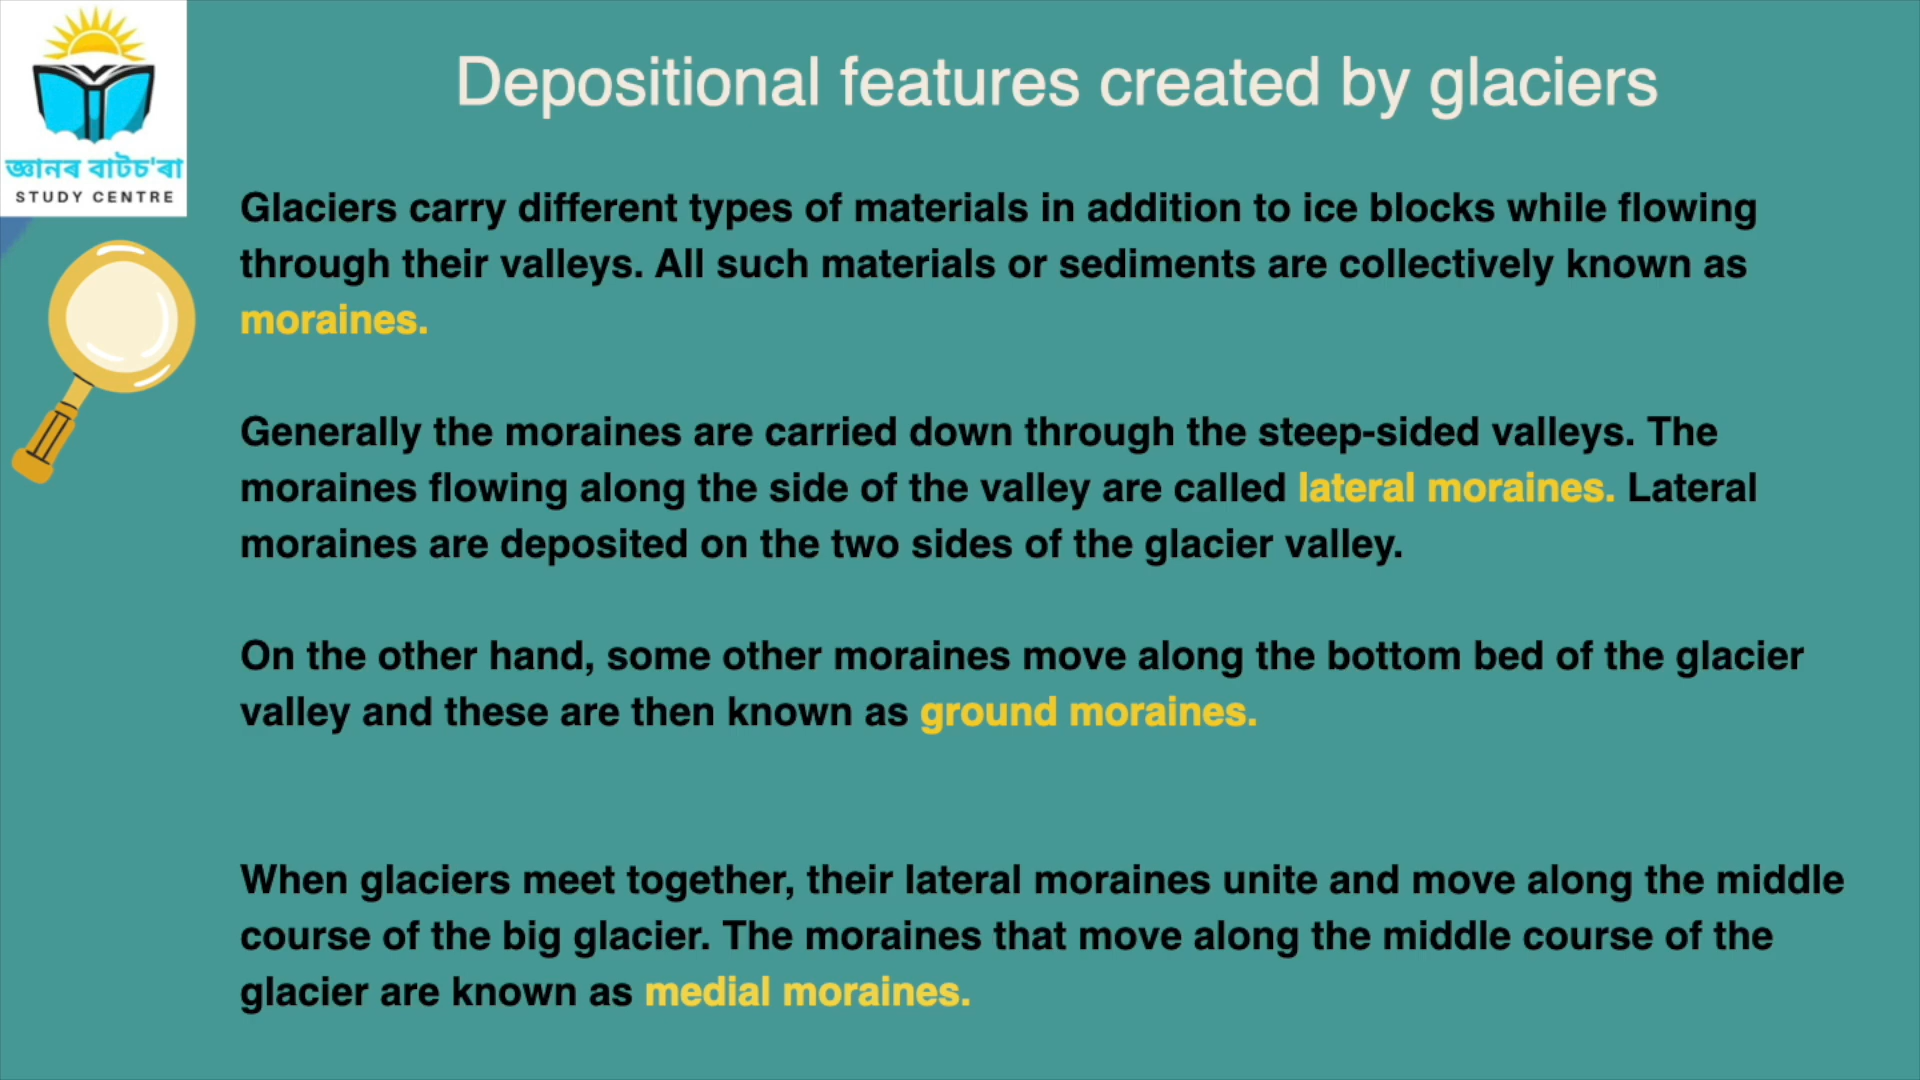 জ্ঞানৰ বাটচ'ৰা
STUDY CENTRE
Depositional features created by glaciers
Glaciers carry different types of materials in addition to ice blocks while flowing
through their valleys. All such materials or sediments are collectively known as
moraines.
Generally the moraines are carried down through the steep-sided valleys. The
moraines flowing along the side of the valley are called lateral moraines. Lateral
moraines are deposited on the two sides of the glacier valley.
On the other hand, some other moraines move along the bottom bed of the glacier
valley and these are then known as ground moraines.
When glaciers meet together, their lateral moraines unite and move along the middle
course of the big glacier. The moraines that move along the middle course of the
glacier are known as medial moraines.